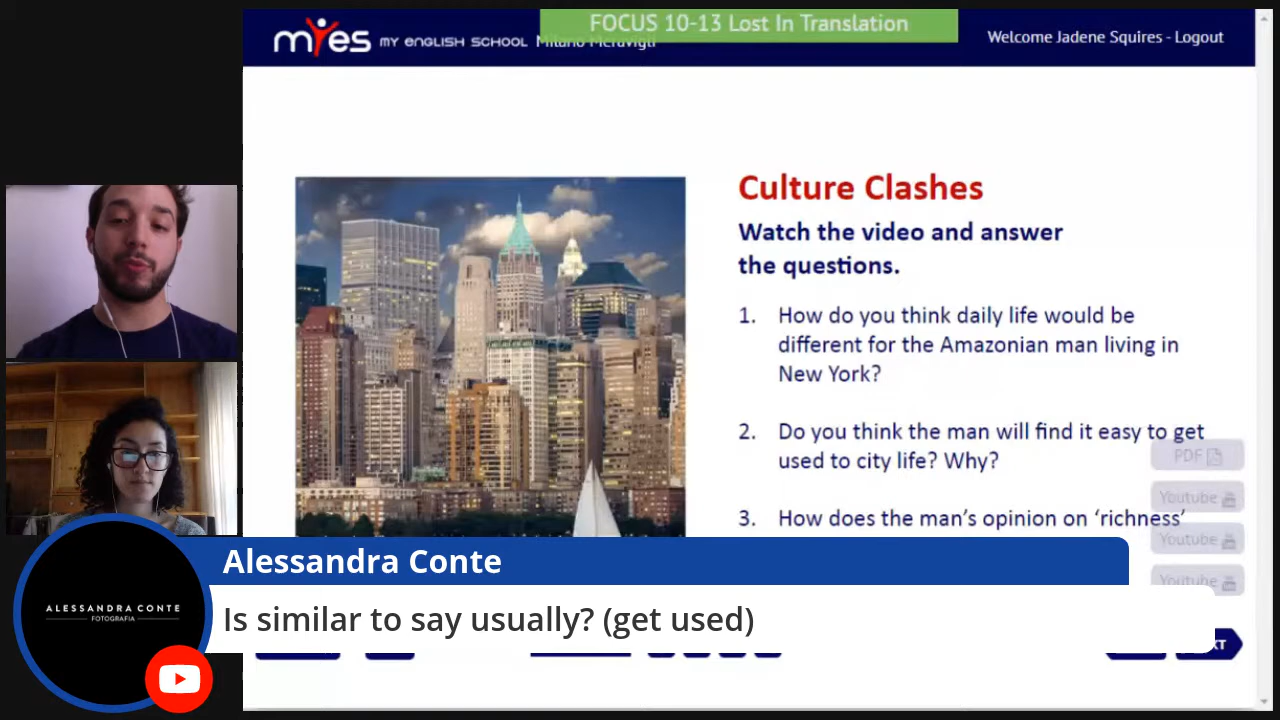 FOCUS 10-13 Lost In Translation
myes MY ENGLISH SCHOOL Milano Meravigli
Welcome Jadene Squires - Logout
Culture Clashes
Watch the video and answer
the questions.
1. How do you think daily life would be
different for the Amazonian man living in
New York?
2. Do you think the man will find it easy to get
used to city life? Why?
3. How does the man's opinion on ‘richness’
PDF
Youtube
Youtube
Youtube
Alessandra Conte
ALESSANDRA CONTE
FOTOGRAFIA
Is similar to say usually? (get used)